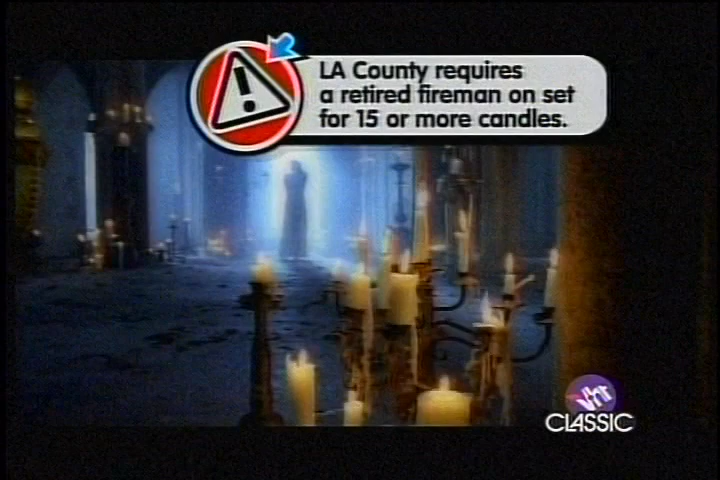 LA County requires
a retired fireman on set
for 15 or more candles.
VH1
CLASSIC